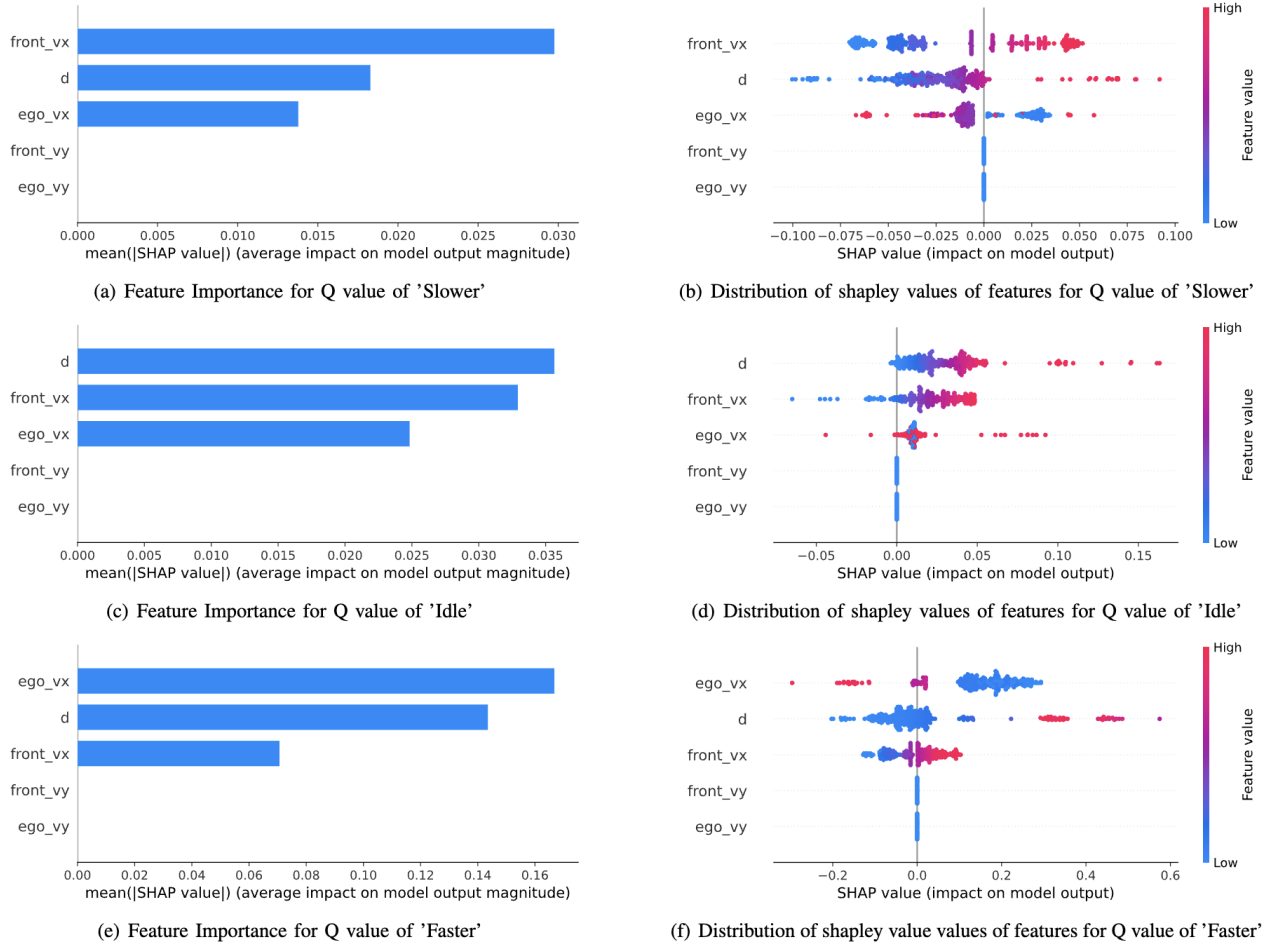 front_vx
d
ego_vx
front_vy
ego_vy
0.000 0.005 0.010 0.015 0.020 0.025 0.030
mean(|SHAP value|) (average impact on model output magnitude)
(a) Feature Importance for Q value of ’Slower’
High
front_vx
d
ego_vx
front_vy
ego_vy
Feature value
Low
−0.100 −0.075 −0.050 −0.025 0.000 0.025 0.050 0.075 0.100
SHAP value (impact on model output)
(b) Distribution of shapley values of features for Q value of ’Slower’
d
front_vx
ego_vx
front_vy
ego_vy
0.000 0.005 0.010 0.015 0.020 0.025 0.030 0.035
mean(|SHAP value|) (average impact on model output magnitude)
(c) Feature Importance for Q value of ’Idle’
High
d
front_vx
ego_vx
front_vy
ego_vy
Feature value
Low
−0.05 0.00 0.05 0.10 0.15
SHAP value (impact on model output)
(d) Distribution of shapley values of features for Q value of ’Idle’
ego_vx
d
front_vx
front_vy
ego_vy
0.00 0.02 0.04 0.06 0.08 0.10 0.12 0.14 0.16
mean(|SHAP value|) (average impact on model output magnitude)
(e) Feature Importance for Q value of ’Faster’
High
ego_vx
d
front_vx
front_vy
ego_vy
Feature value
Low
−0.2 0.0 0.2 0.4 0.6
SHAP value (impact on model output)
(f) Distribution of shapley value values of features for Q value of ’Faster’